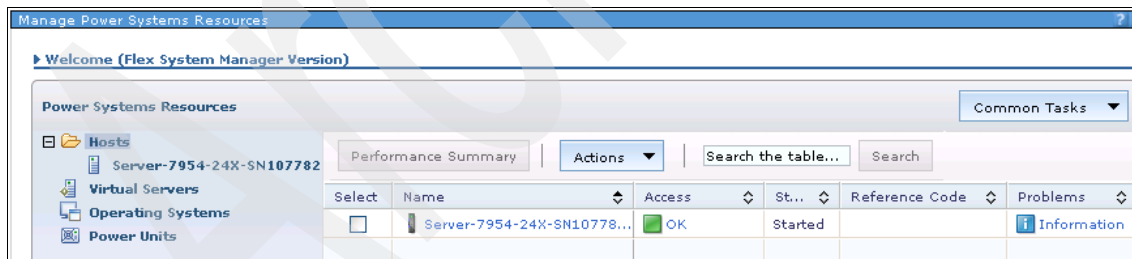 Manage Power Systems Resources ?
Welcome (Flex System Manager Version)
Power Systems Resources Common Tasks
Hosts
Server-7954-24X-SN107782
Virtual Servers
Operating Systems
Power Units
Performance Summary Actions Search the table... Search
Select Name Access St... Reference Code Problems
Server-7954-24X-SN10778... OK Started Information